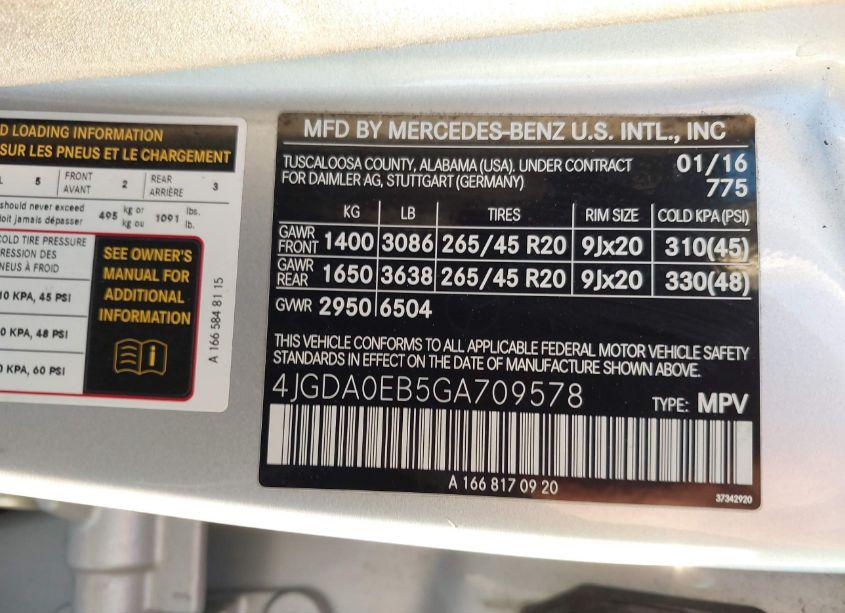 D LOADING INFORMATION
SUR LES PNEUS ET LE CHARGEMENT
L 5 FRONT AVANT 2 REAR ARRIÈRE 3
should never exceed 495 kg or 1091 lbs.
doit jamais dépasser kg ou lb.
COLD TIRE PRESSURE
RESSION DES
NEUS À FROID
10 KPA, 45 PSI
0 KPA, 48 PSI
0 KPA, 60 PSI
SEE OWNER'S
MANUAL FOR
ADDITIONAL
INFORMATION
A 166 584 81 15
MFD BY MERCEDES-BENZ U.S. INTL., INC
TUSCALOOSA COUNTY, ALABAMA (USA). UNDER CONTRACT 01/16
FOR DAIMLER AG, STUTTGART (GERMANY) 775
KG LB TIRES RIM SIZE COLD KPA (PSI)
GAWR FRONT 1400 3086 265/45 R20 9Jx20 310(45)
GAWR REAR 1650 3638 265/45 R20 9Jx20 330(48)
GWR 2950 6504
THIS VEHICLE CONFORMS TO ALL APPLICABLE FEDERAL MOTOR VEHICLE SAFETY
STANDARDS IN EFFECT ON THE DATE OF MANUFACTURE SHOWN ABOVE.
4JGDA0EB5GA709578 TYPE: MPV
A 166 817 09 20
37342920